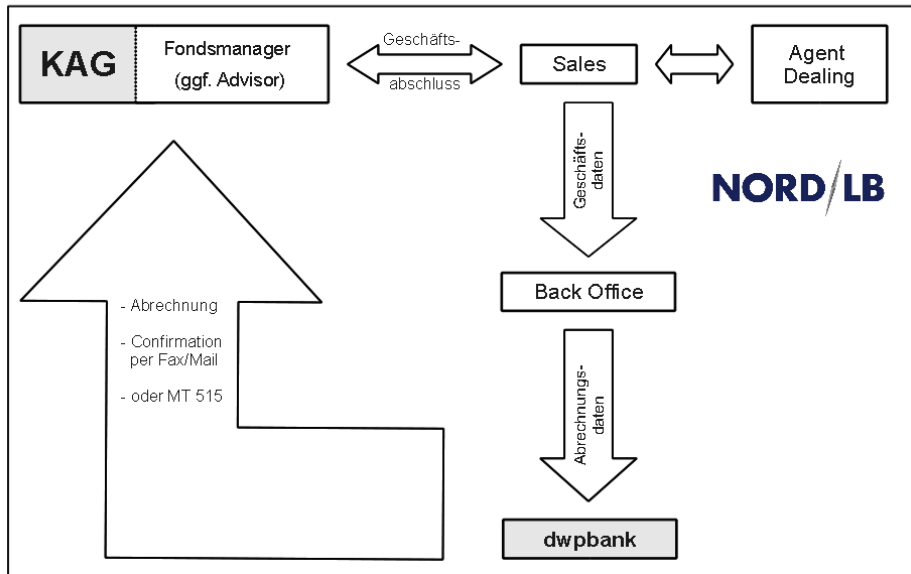 KAG
Fondsmanager
(ggf. Advisor)
Geschäfts-
abschluss
Sales
Agent
Dealing
Geschäfts-
daten
NORD/LB
Back Office
- Abrechnung
- Confirmation
per Fax/Mail
- oder MT 515
Abrechnungs-
daten
dwpbank